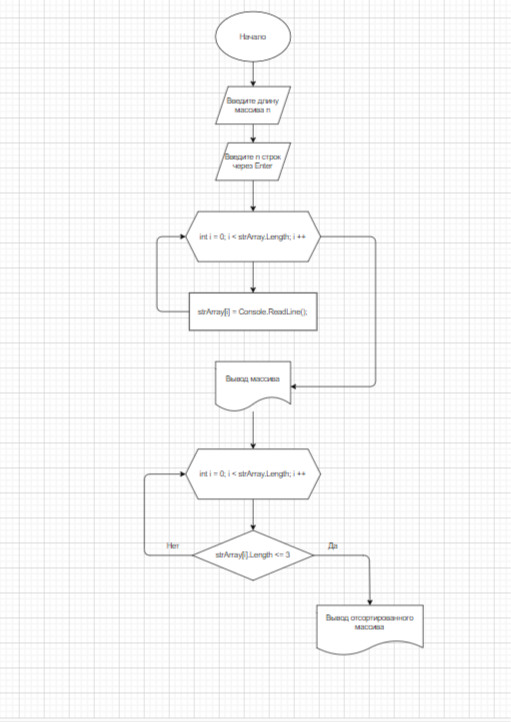 Начало
Введите длину
массива n
Введите n строк
через Enter
int i = 0; i < strArray.Length; i ++
strArray[i] = Console.ReadLine();
Вывод массива
int i = 0; i < strArray.Length; i ++
Нет
Да
strArray[i].Length <= 3
Вывод отсортированного
массива